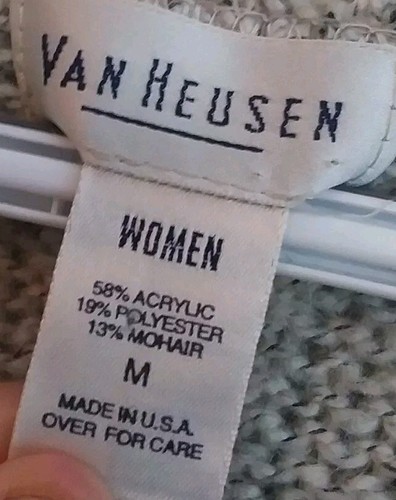 VAN HEUSEN
WOMEN
58% ACRYLIC
19% POLYESTER
13% MOHAIR
M
MADE IN U.S.A.
OVER FOR CARE